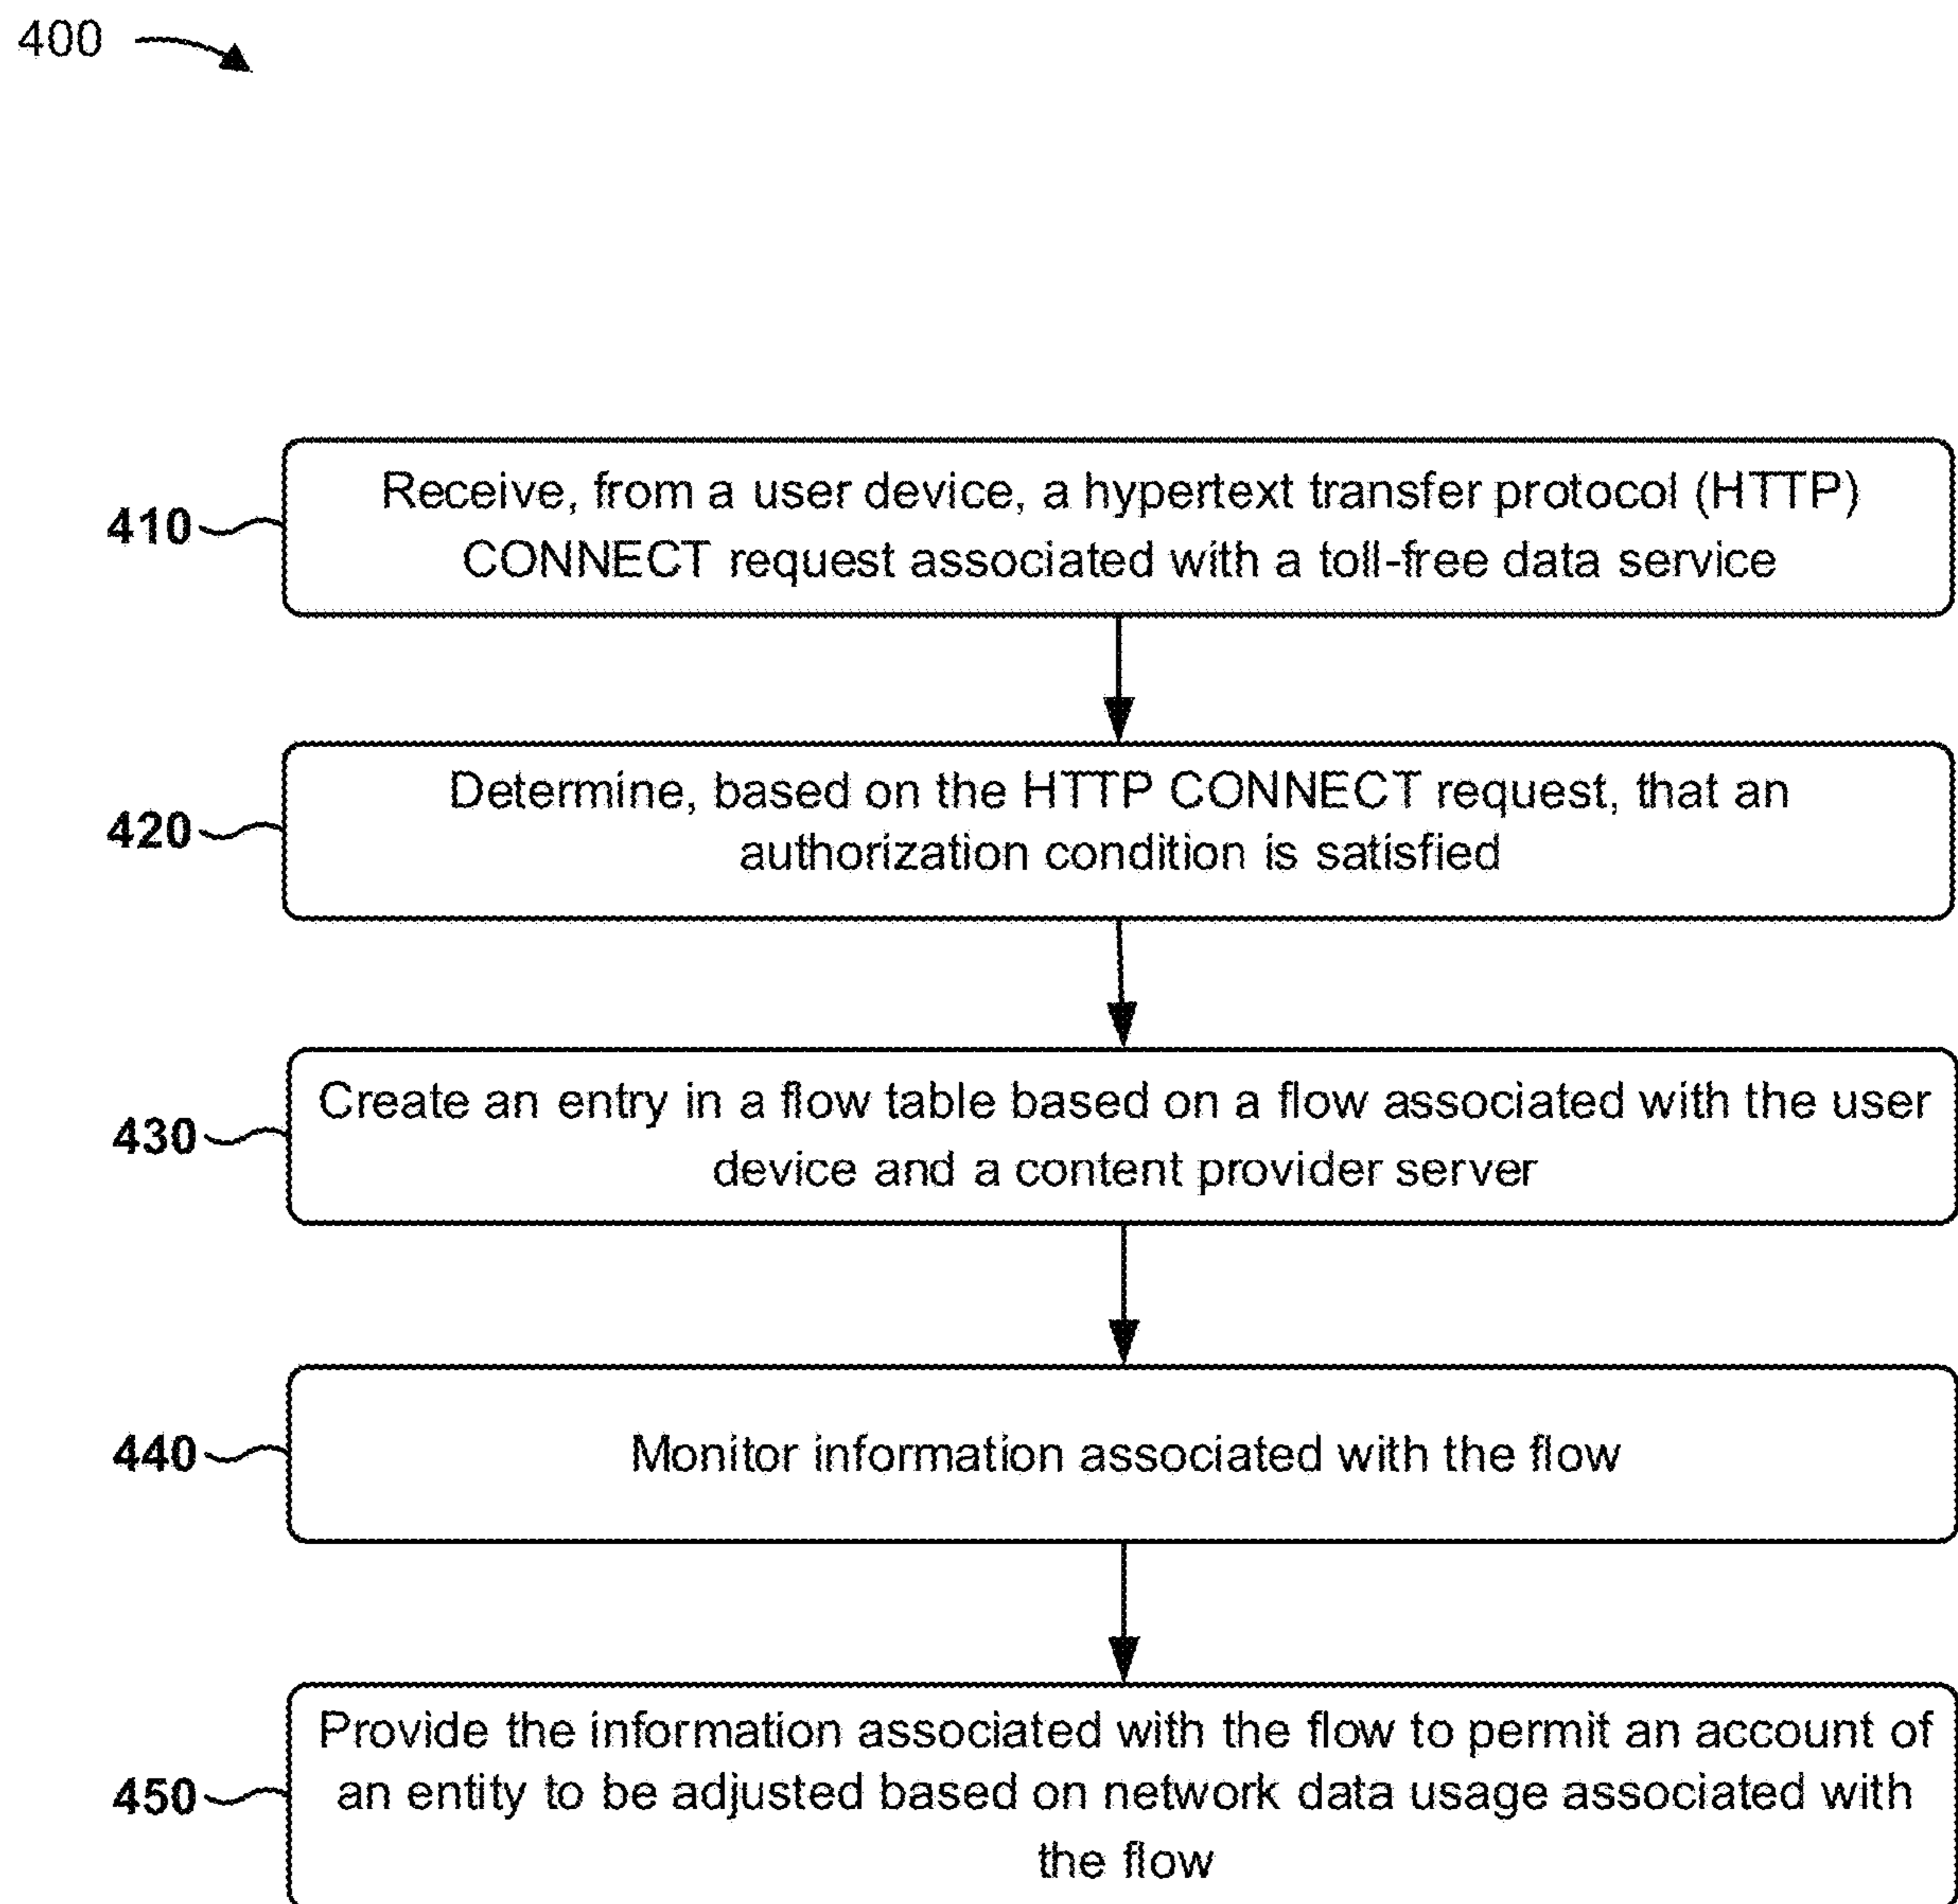 400
410
Receive, from a user device, a hypertext transfer protocol (HTTP)
CONNECT request associated with a toll-free data service
420
Determine, based on the HTTP CONNECT request, that an
authorization condition is satisfied
430
Create an entry in a flow table based on a flow associated with the user
device and a content provider server
440
Monitor information associated with the flow
450
Provide the information associated with the flow to permit an account of
an entity to be adjusted based on network data usage associated with
the flow